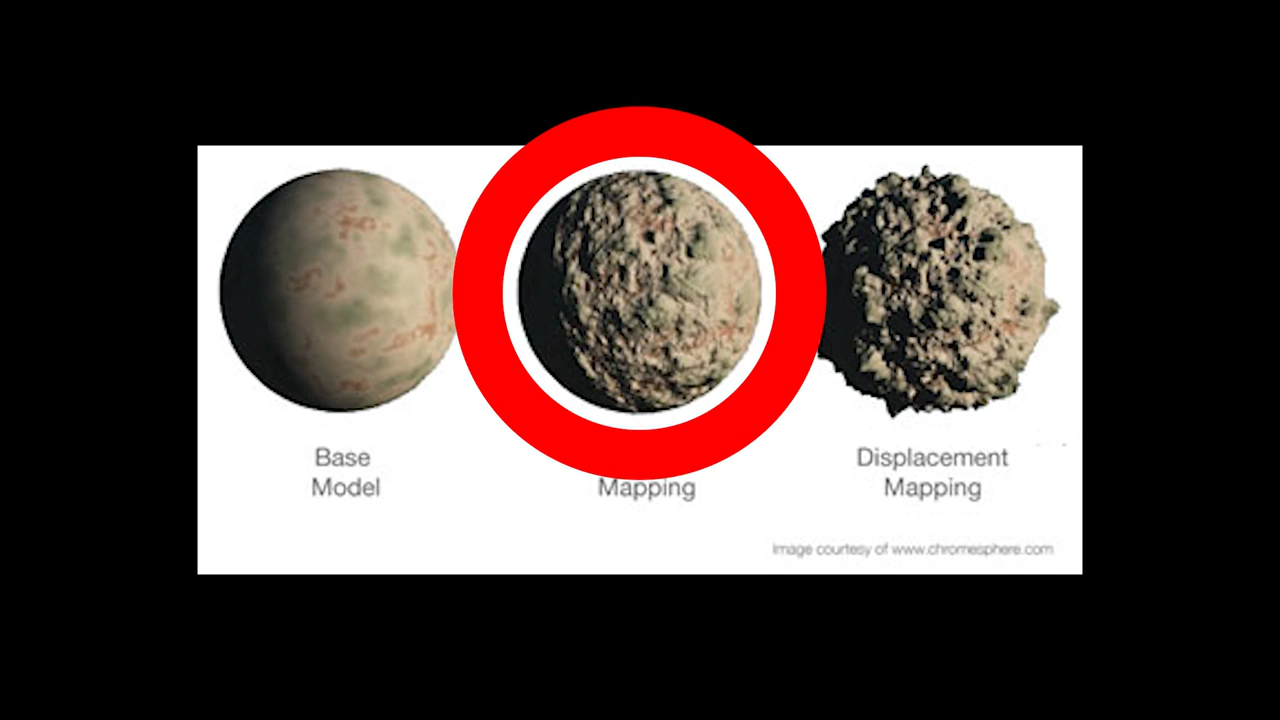 Base
Model
Mapping
Displacement
Mapping
Image courtesy of www.chromesphere.com